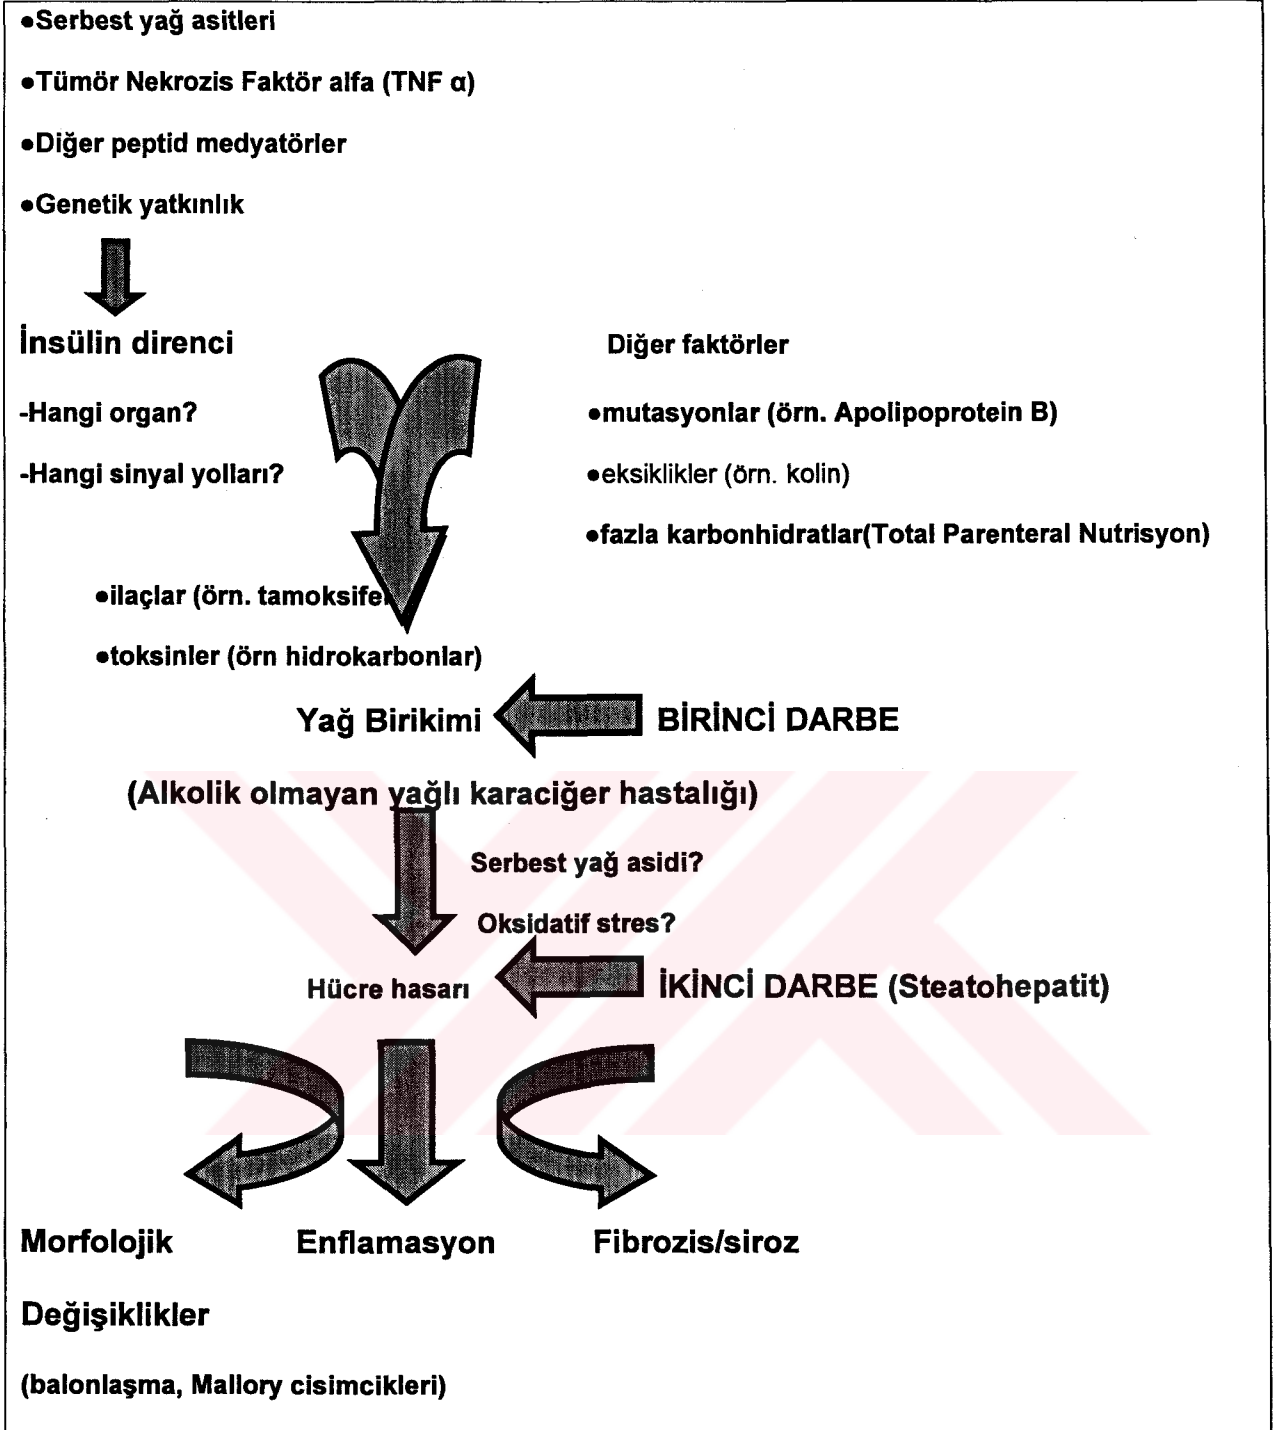 ●Serbest yağ asitleri
●Tümör Nekrozis Faktör alfa (TNF α)
●Diğer peptid medyatörler
●Genetik yatkınlık
İnsülin direnci
Diğer faktörler
-Hangi organ?
●mutasyonlar (örn. Apolipoprotein B)
-Hangi sinyal yolları?
●eksiklikler (örn. kolin)
●fazla karbonhidratlar(Total Parenteral Nutrisyon)
●ilaçlar (örn. tamoksife
●toksinler (örn hidrokarbonlar)
Yağ Birikimi
BİRİNCİ DARBE
(Alkolik olmayan yağlı karaciğer hastalığı)
Serbest yağ asidi?
Oksidatif stres?
Hücre hasarı
İKİNCİ DARBE (Steatohepatit)
Morfolojik
Enflamasyon
Fibrozis/siroz
Değişiklikler
(balonlaşma, Mallory cisimcikleri)